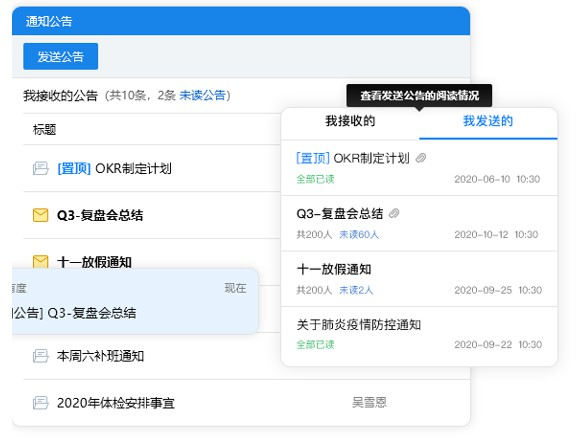 通知公告
发送公告
我接收的公告（共10条，2条 未读公告）
标题
[置顶] OKR制定计划
Q3-复盘会总结
十一放假通知
现在
公告] Q3-复盘会总结
本周六补班通知
2020年体检安排事宜
吴雪恩
查看发送公告的阅读情况
我接收的
我发送的
[置顶] OKR制定计划
全部已读
2020-06-10 10:30
Q3-复盘会总结
共200人 未读60人
2020-10-12 10:30
十一放假通知
共200人 未读2人
2020-09-25 10:30
关于肺炎疫情防控通知
全部已读
2020-09-22 10:30